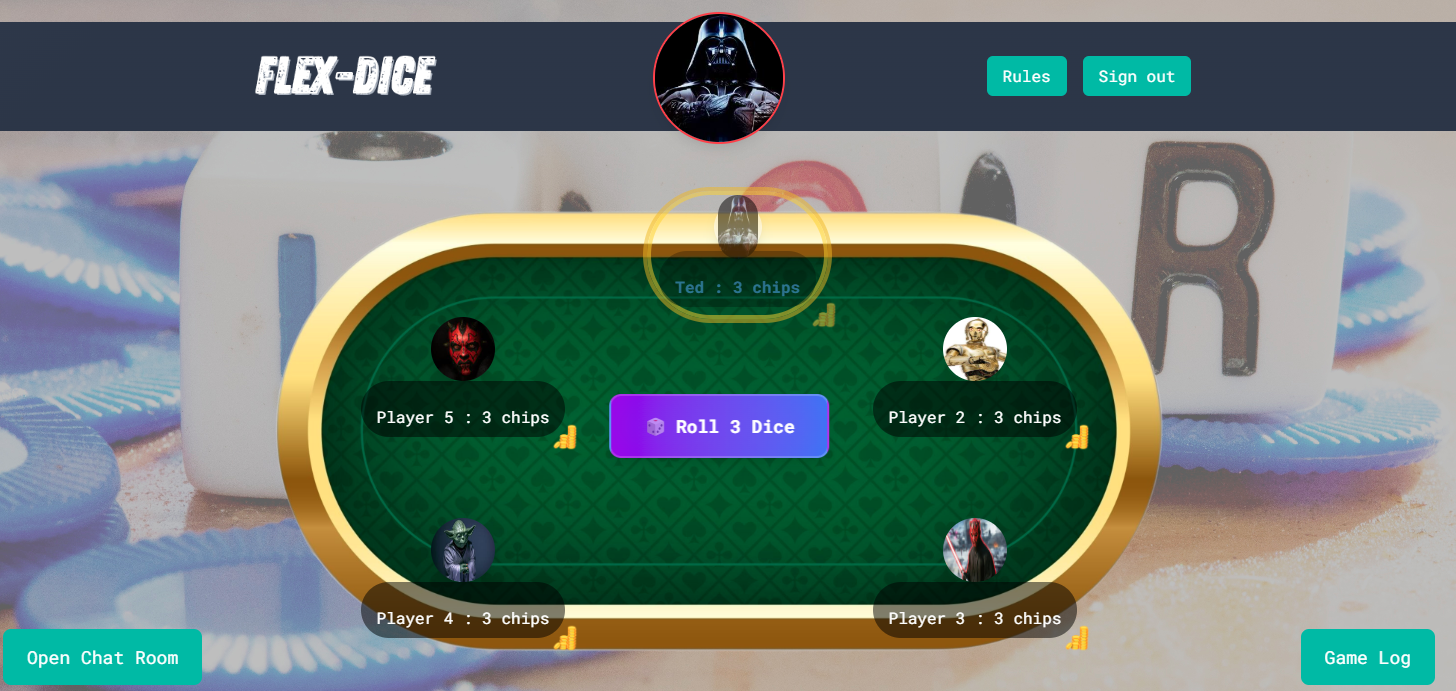 FLEX-DICE
Rules
Sign out
Ted : 3 chips
Player 5 : 3 chips
Player 2 : 3 chips
Roll 3 Dice
Player 4 : 3 chips
Player 3 : 3 chips
Open Chat Room
Game Log
R